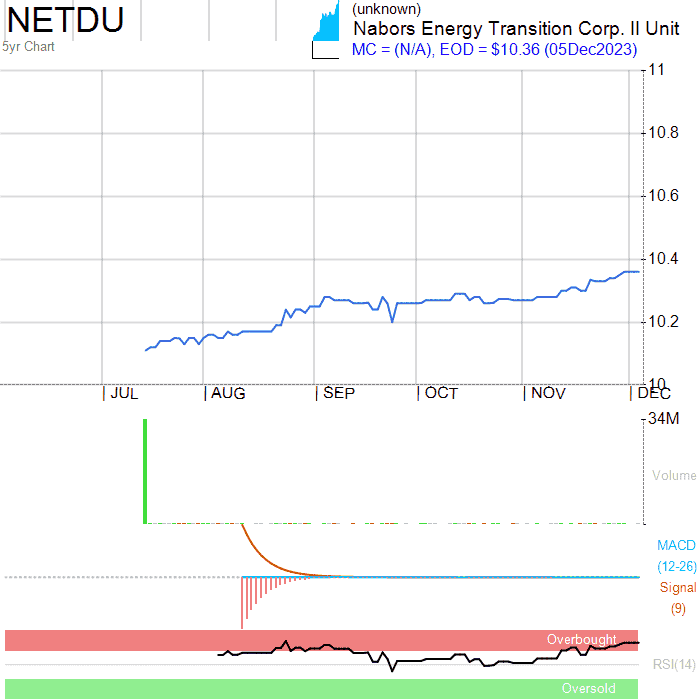 NETDU
(unknown)
Nabors Energy Transition Corp. II Unit
5yr Chart
MC = (N/A), EOD = $10.36 (05Dec2023)
11
10.8
10.6
10.4
10.2
10
JUL AUG SEP OCT NOV DEC
34M
Volume
MACD
(12-26)
Signal
(9)
Overbought
RSI(14)
Oversold